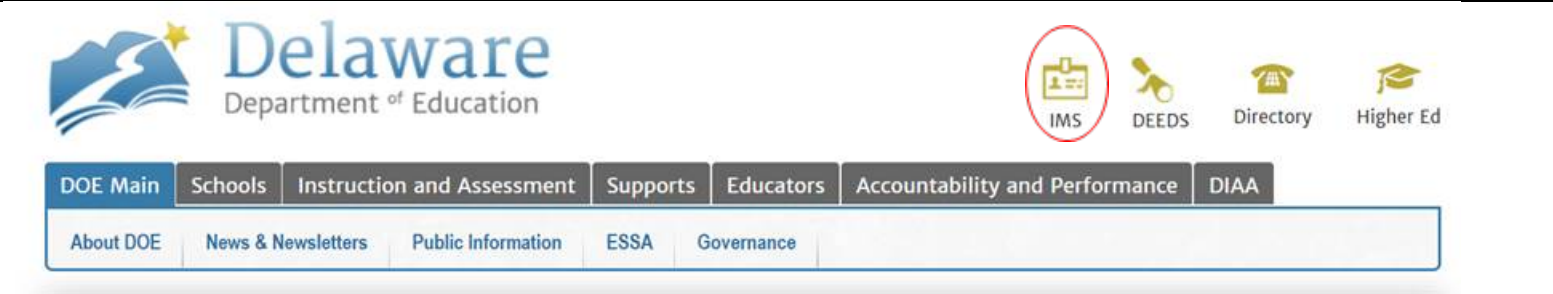 Delaware
Department of Education
IMS DEEDS Directory Higher Ed
DOE Main Schools Instruction and Assessment Supports Educators Accountability and Performance DIAA
About DOE News & Newsletters Public Information ESSA Governance